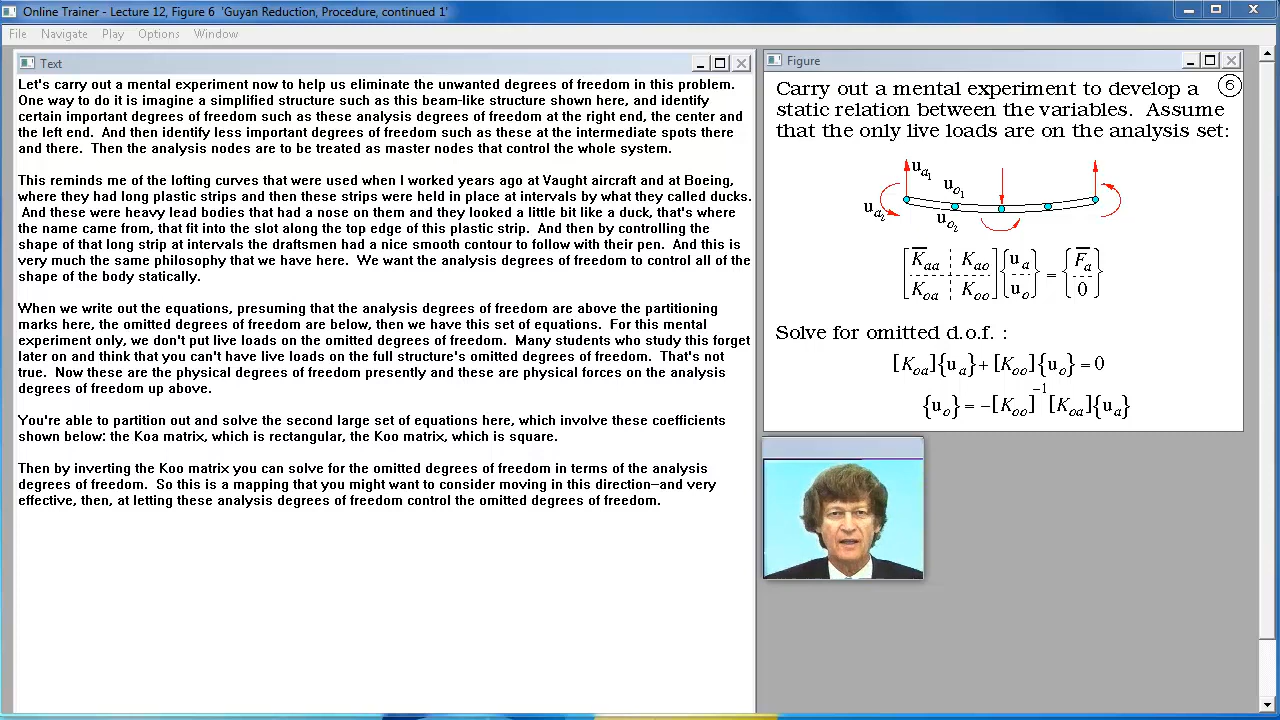 Online Trainer - Lecture 12, Figure 6 'Guyan Reduction, Procedure, continued 1'
File Navigate Play Options Window
Text
Let's carry out a mental experiment now to help us eliminate the unwanted degrees of freedom in this problem.
One way to do it is imagine a simplified structure such as this beam-like structure shown here, and identify
certain important degrees of freedom such as these analysis degrees of freedom at the right end, the center and
the left end. And then identify less important degrees of freedom such as these at the intermediate spots there
and there. Then the analysis nodes are to be treated as master nodes that control the whole system.
This reminds me of the lofting curves that were used when I worked years ago at Vaught aircraft and at Boeing,
where they had long plastic strips and then these strips were held in place at intervals by what they called ducks.
And these were heavy lead bodies that had a nose on them and they looked a little bit like a duck, that's where
the name came from, that fit into the slot along the top edge of this plastic strip. And then by controlling the
shape of that long strip at intervals the draftsmen had a nice smooth contour to follow with their pen. And this is
very much the same philosophy that we have here. We want the analysis degrees of freedom to control all of the
shape of the body statically.
When we write out the equations, presuming that the analysis degrees of freedom are above the partitioning
marks here, the omitted degrees of freedom are below, then we have this set of equations. For this mental
experiment only, we don't put live loads on the omitted degrees of freedom. Many students who study this forget
later on and think that you can't have live loads on the full structure's omitted degrees of freedom. That's not
true. Now these are the physical degrees of freedom presently and these are physical forces on the analysis
degrees of freedom up above.
You're able to partition out and solve the second large set of equations here, which involve these coefficients
shown below: the Koa matrix, which is rectangular, the Koo matrix, which is square.
Then by inverting the Koo matrix you can solve for the omitted degrees of freedom in terms of the analysis
degrees of freedom. So this is a mapping that you might want to consider moving in this direction–and very
effective, then, at letting these analysis degrees of freedom control the omitted degrees of freedom.
Figure
Carry out a mental experiment to develop a 6
static relation between the variables. Assume
that the only live loads are on the analysis set:
u_a1 u_o1
u_a2 u_o2
[K̅_aa | K_ao] {u_a} = {F̅_a}
[K_oa | K_oo] {u_o} {0}
Solve for omitted d.o.f. :
[K_oa]{u_a} + [K_oo]{u_o} = 0
{u_o} = −[K_oo]^−1 [K_oa]{u_a}